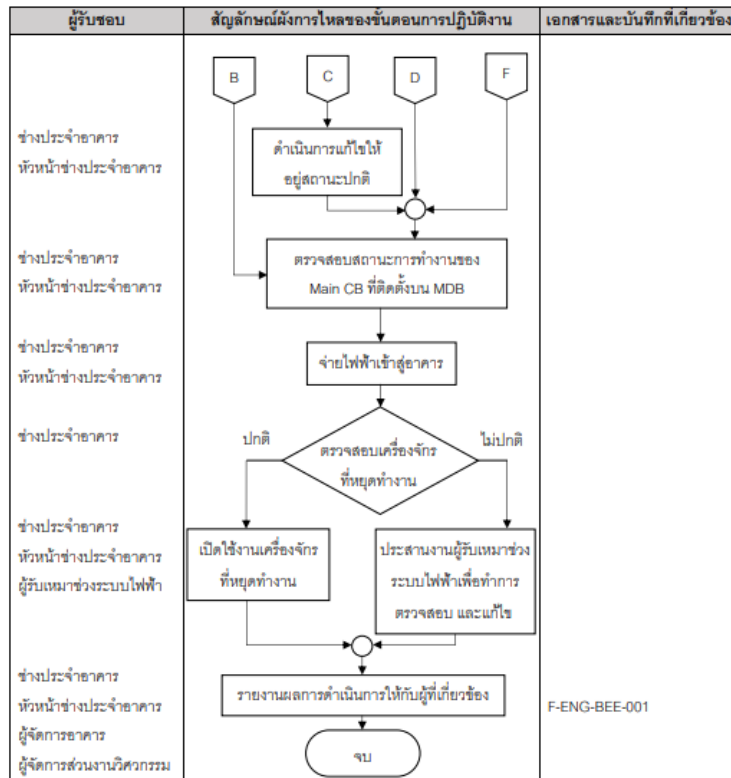 ผู้รับชอบ
สัญลักษณ์ผังการไหลของขั้นตอนการปฏิบัติงาน
เอกสารและบันทึกที่เกี่ยวข้อง
B
C
D
F
ช่างประจำอาคาร
หัวหน้าช่างประจำอาคาร
ดำเนินการแก้ไขให้
อยู่สถานะปกติ
ช่างประจำอาคาร
หัวหน้าช่างประจำอาคาร
ตรวจสอบสถานะการทำงานของ
Main CB ที่ติดตั้งบน MDB
ช่างประจำอาคาร
หัวหน้าช่างประจำอาคาร
จ่ายไฟฟ้าเข้าสู่อาคาร
ช่างประจำอาคาร
ปกติ
ไม่ปกติ
ตรวจสอบเครื่องจักร
ที่หยุดทำงาน
ช่างประจำอาคาร
หัวหน้าช่างประจำอาคาร
ผู้รับเหมาช่วงระบบไฟฟ้า
เปิดใช้งานเครื่องจักร
ที่หยุดทำงาน
ประสานงานผู้รับเหมาช่วง
ระบบไฟฟ้าเพื่อทำการ
ตรวจสอบ และแก้ไข
ช่างประจำอาคาร
หัวหน้าช่างประจำอาคาร
ผู้จัดการอาคาร
ผู้จัดการส่วนงานวิศวกรรม
รายงานผลการดำเนินการให้กับผู้ที่เกี่ยวข้อง
F-ENG-BEE-001
จบ